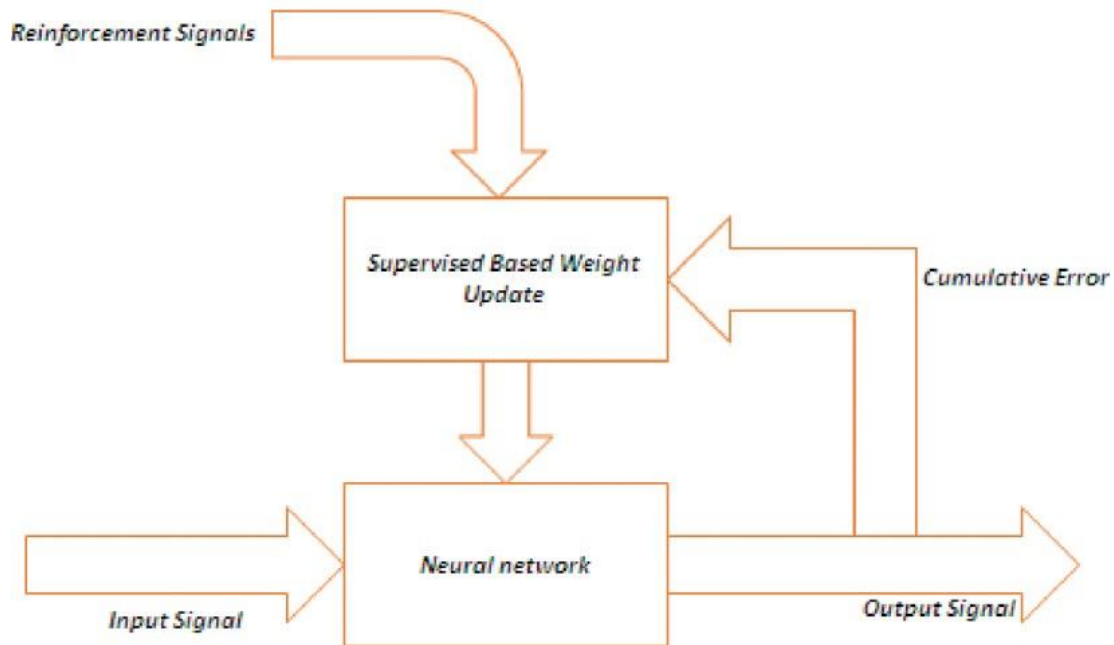 Reinforcement Signals
Supervised Based Weight
Update
Cumulative Error
Neural network
Input Signal
Output Signal